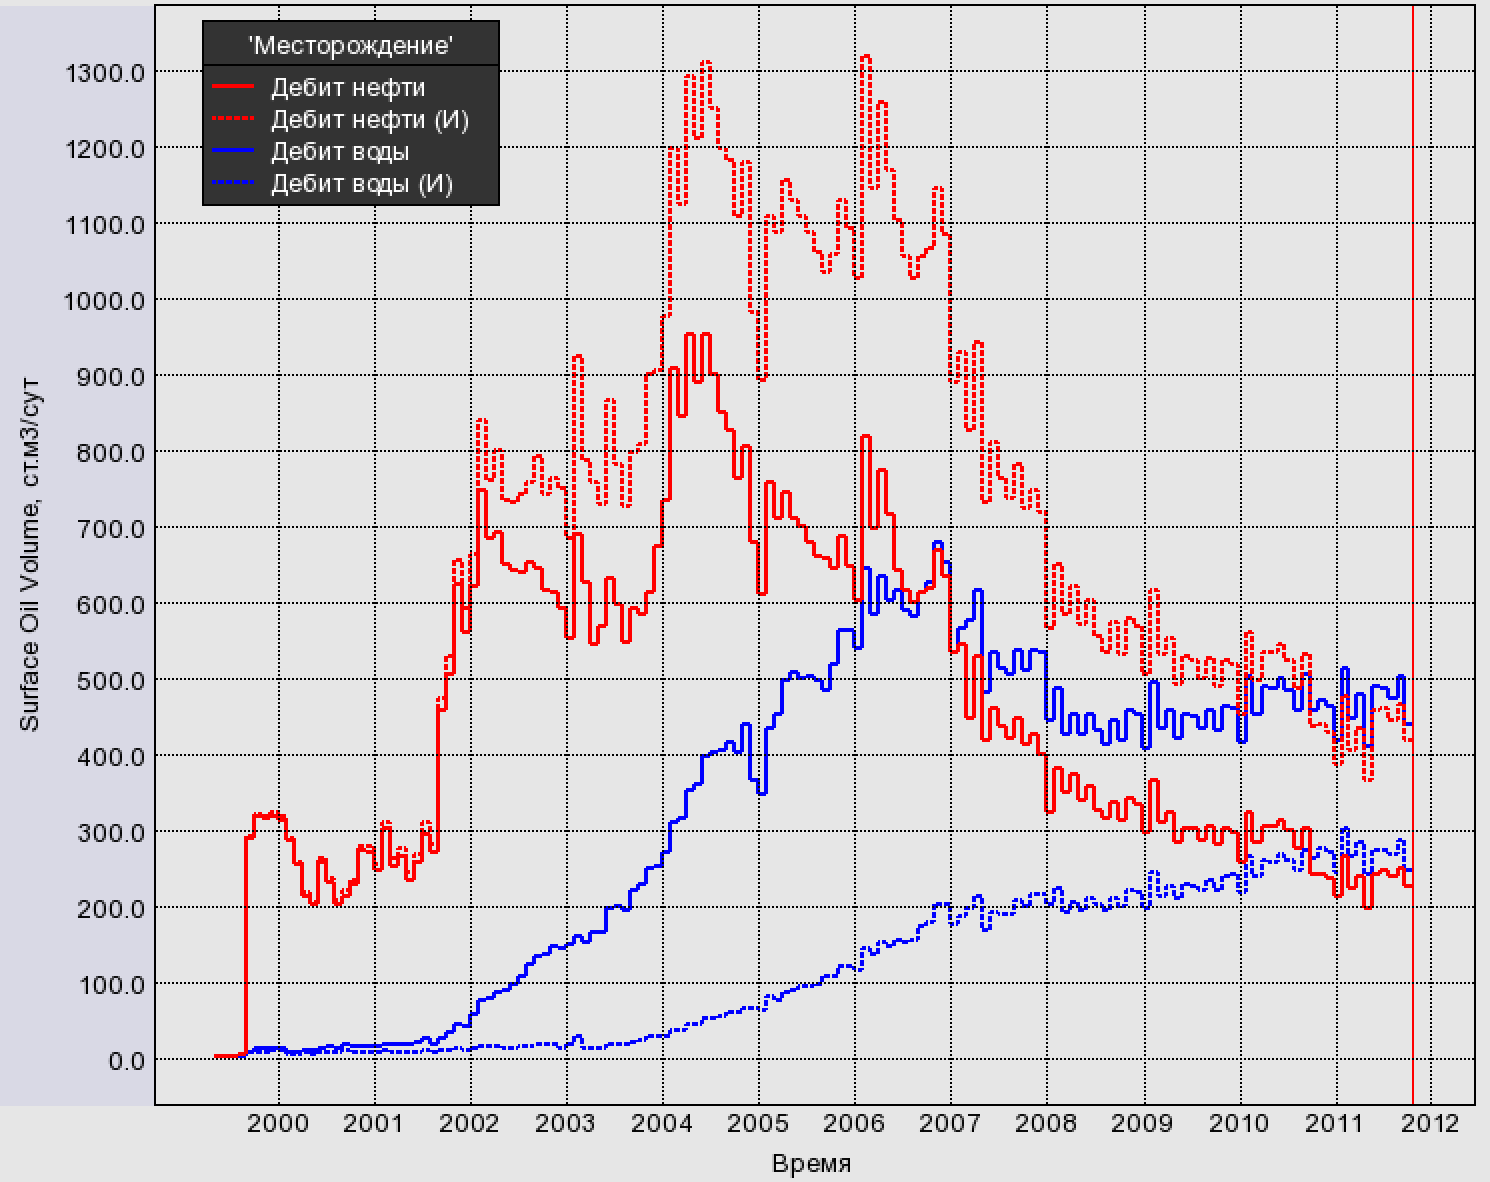 'Месторождение'
Дебит нефти
Дебит нефти (И)
Дебит воды
Дебит воды (И)
1300.0
1200.0
1100.0
1000.0
900.0
800.0
700.0
600.0
500.0
400.0
300.0
200.0
100.0
0.0
Surface Oil Volume, ст.м3/сут
2000 2001 2002 2003 2004 2005 2006 2007 2008 2009 2010 2011 2012
Время